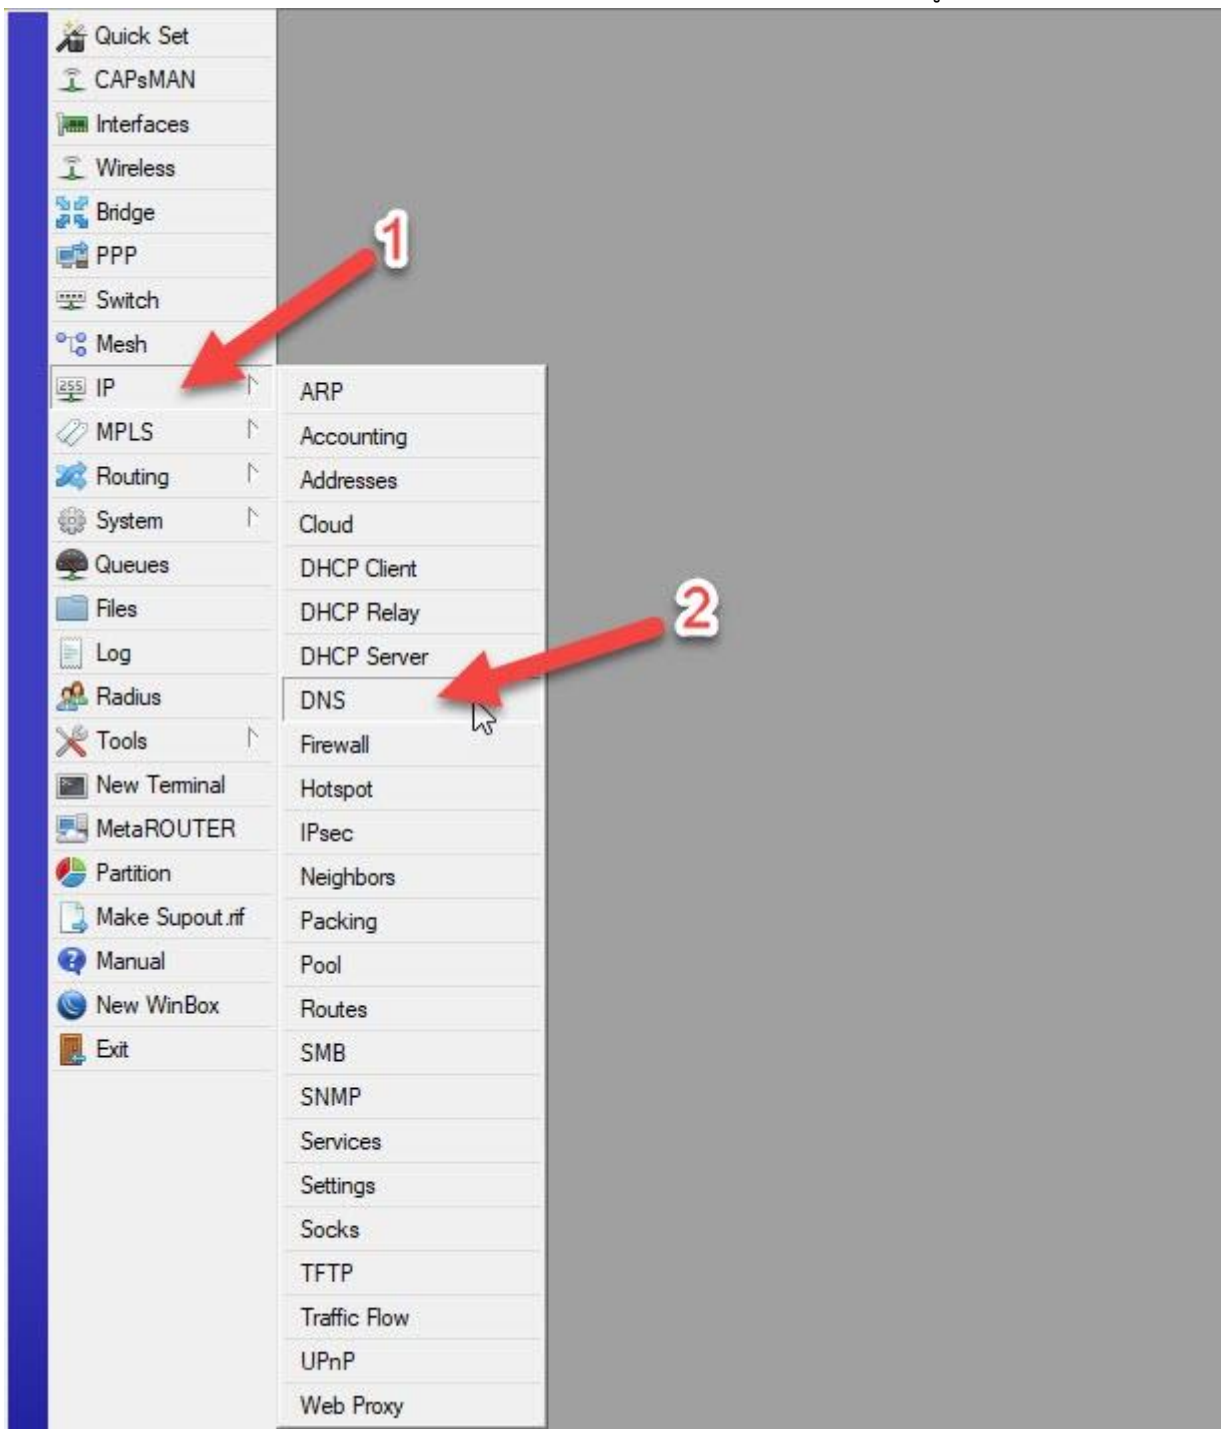 Quick Set
CAPsMAN
Interfaces
Wireless
Bridge
PPP
Switch
Mesh
255 IP
MPLS
Routing
System
Queues
Files
Log
Radius
Tools
New Terminal
MetaROUTER
Partition
Make Supout.rif
Manual
New WinBox
Exit
1
ARP
Accounting
Addresses
Cloud
DHCP Client
DHCP Relay
DHCP Server
DNS
Firewall
Hotspot
IPsec
Neighbors
Packing
Pool
Routes
SMB
SNMP
Services
Settings
Socks
TFTP
Traffic Flow
UPnP
Web Proxy
2